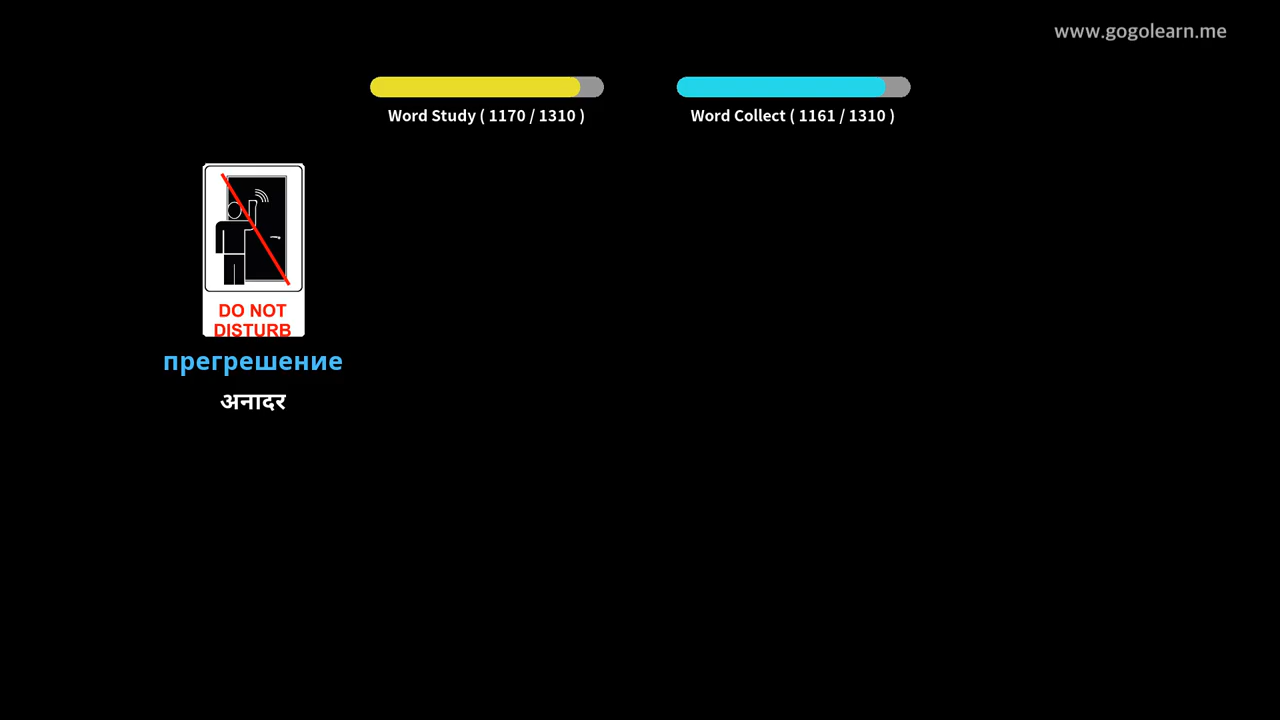 www.gogolearn.me
Word Study ( 1170 / 1310 )
Word Collect ( 1161 / 1310 )
DO NOT
DISTURB
прегрешение
अनादर